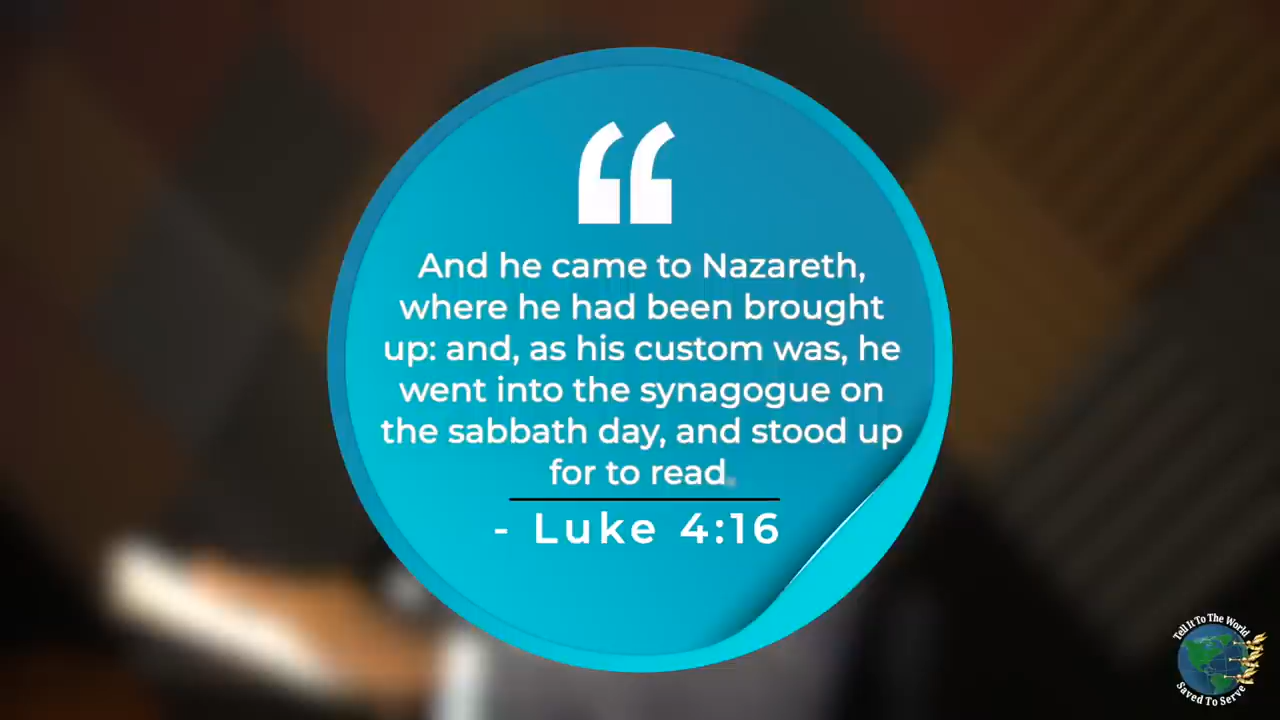 “
And he came to Nazareth,
where he had been brought
up: and, as his custom was, he
went into the synagogue on
the sabbath day, and stood up
for to read.
- Luke 4:16
Tell It To The World
Saved To Serve